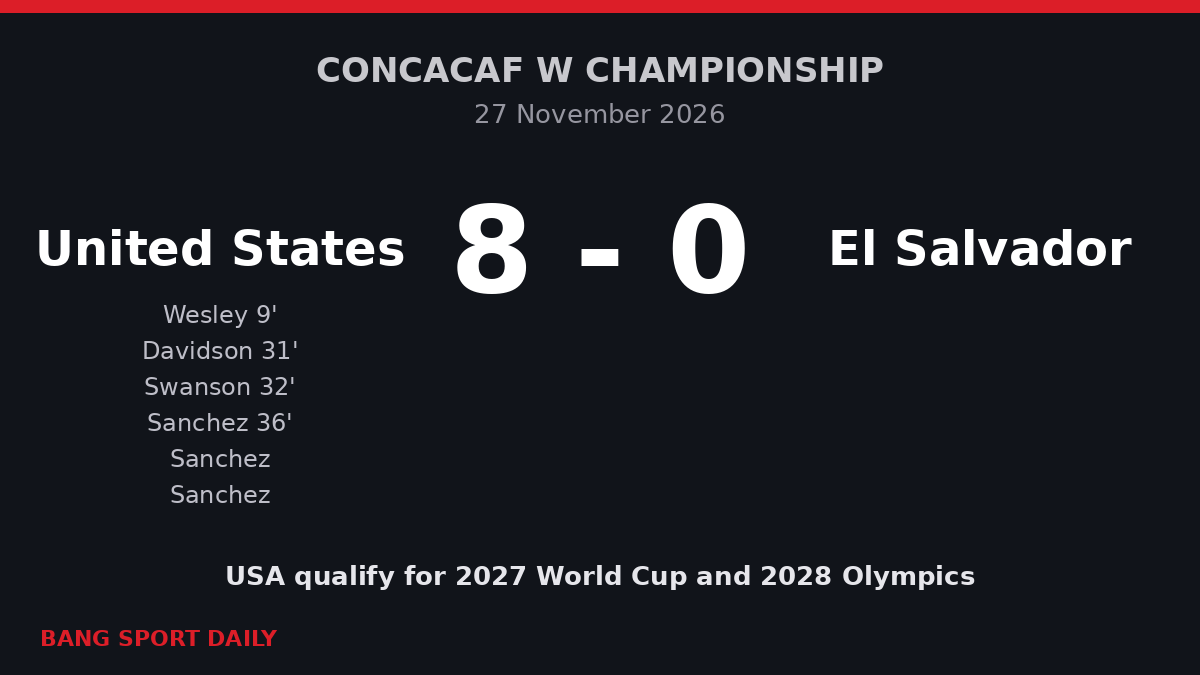 CONCACAF W CHAMPIONSHIP
27 November 2026
United States 8 - 0 El Salvador
Wesley 9'
Davidson 31'
Swanson 32'
Sanchez 36'
Sanchez
Sanchez
USA qualify for 2027 World Cup and 2028 Olympics
BANG SPORT DAILY